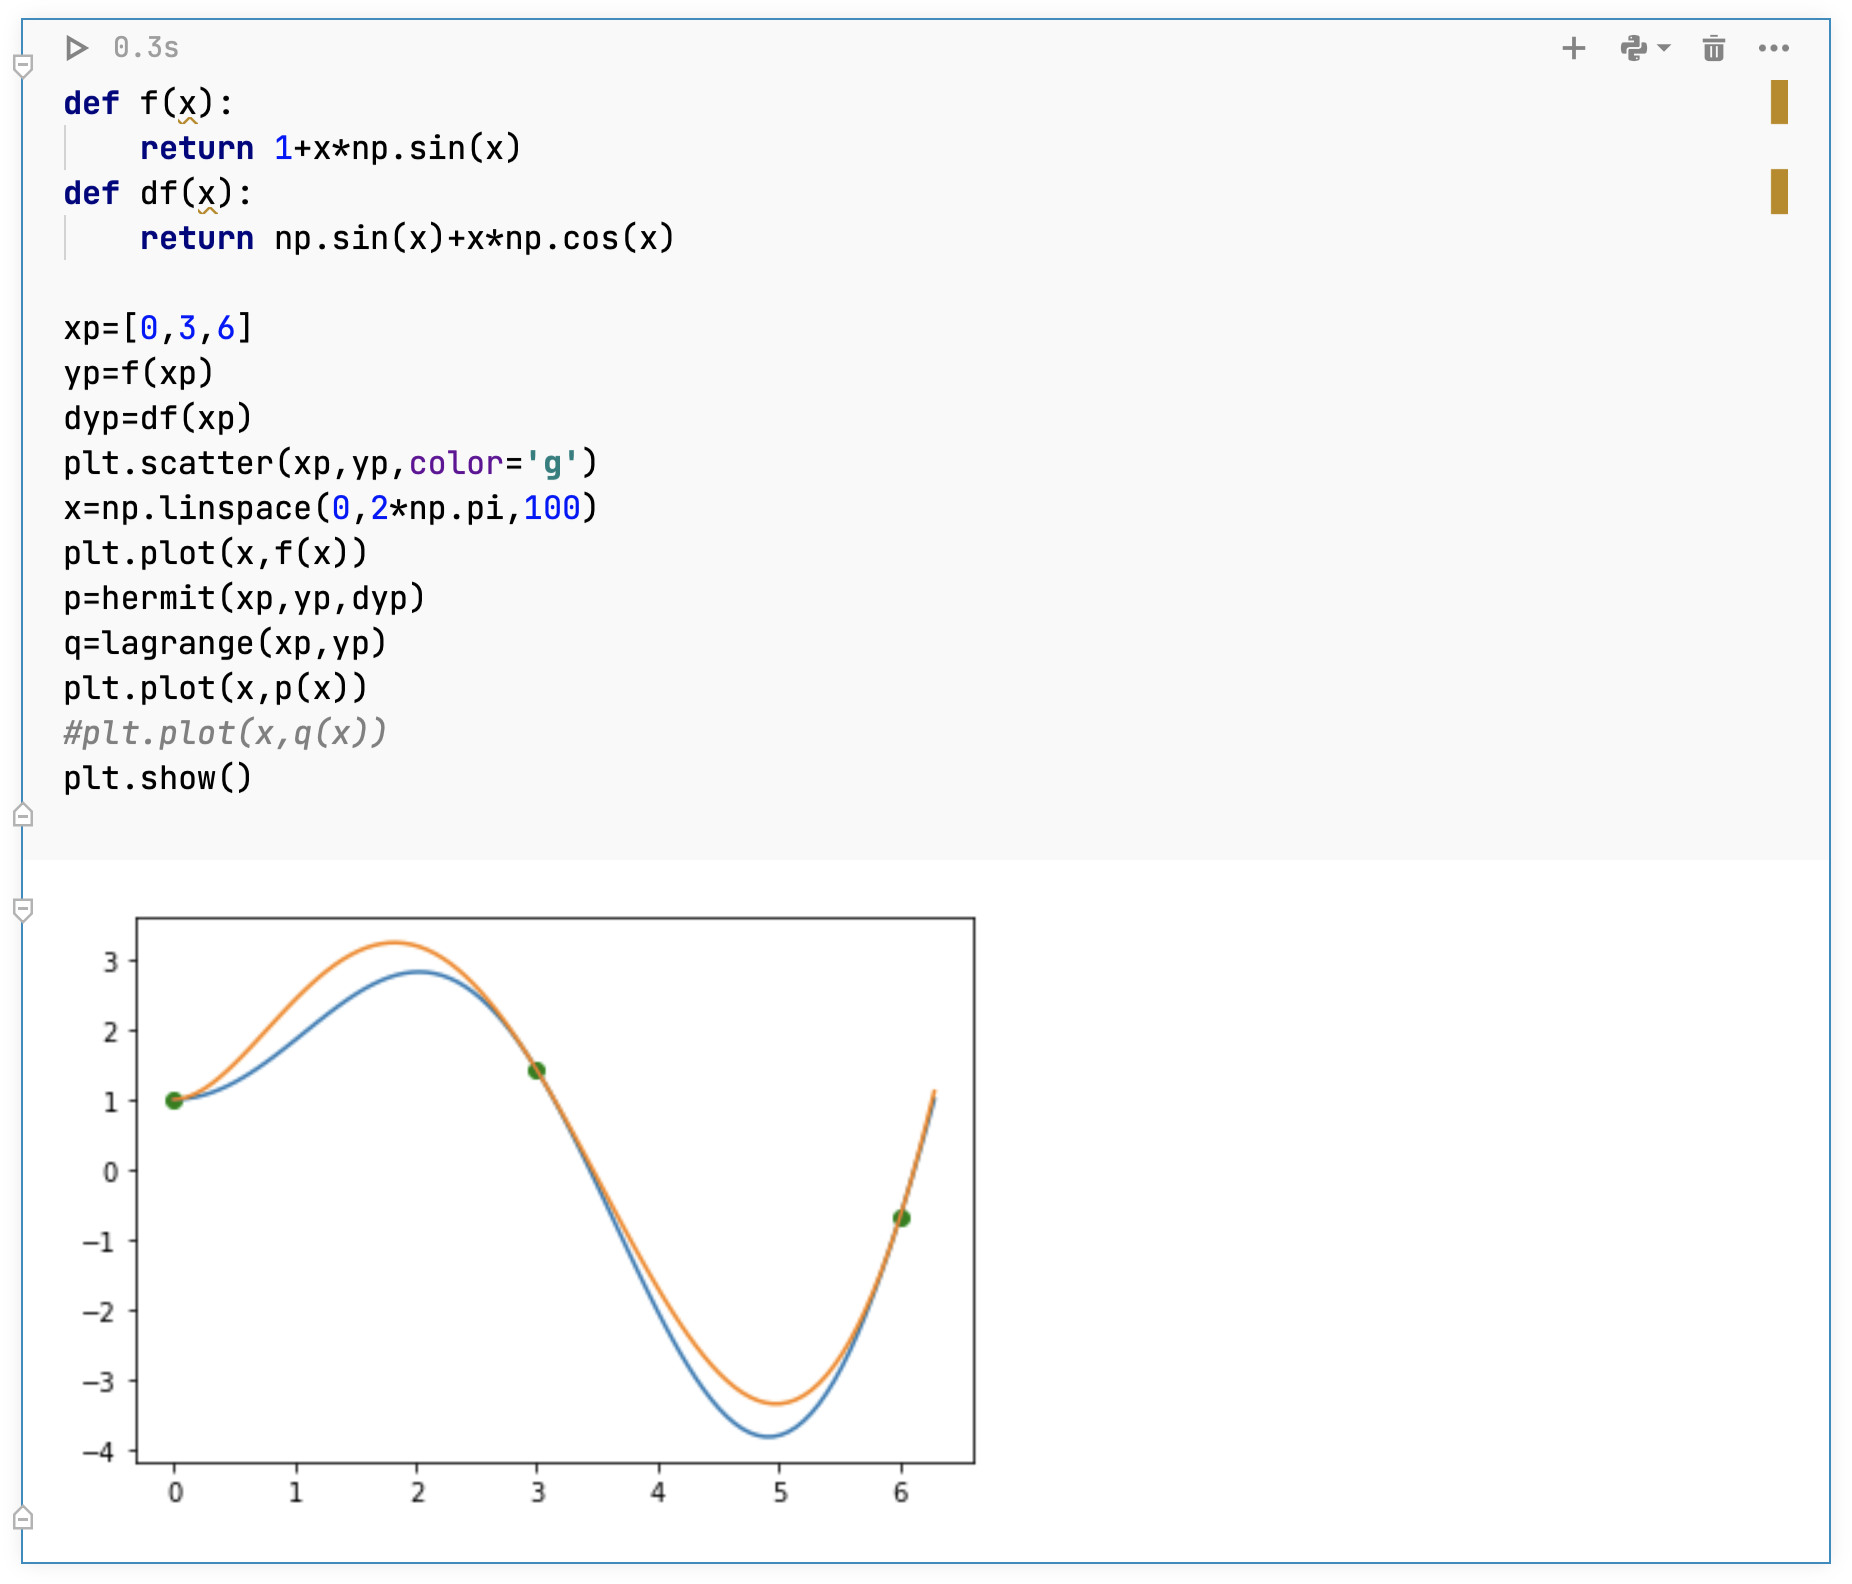 0.3s
def f(x):
    return 1+x*np.sin(x)
def df(x):
    return np.sin(x)+x*np.cos(x)

xp=[0,3,6]
yp=f(xp)
dyp=df(xp)
plt.scatter(xp,yp,color='g')
x=np.linspace(0,2*np.pi,100)
plt.plot(x,f(x))
p=hermit(xp,yp,dyp)
q=lagrange(xp,yp)
plt.plot(x,p(x))
#plt.plot(x,q(x))
plt.show()
3
2
1
0
−1
−2
−3
−4
0 1 2 3 4 5 6